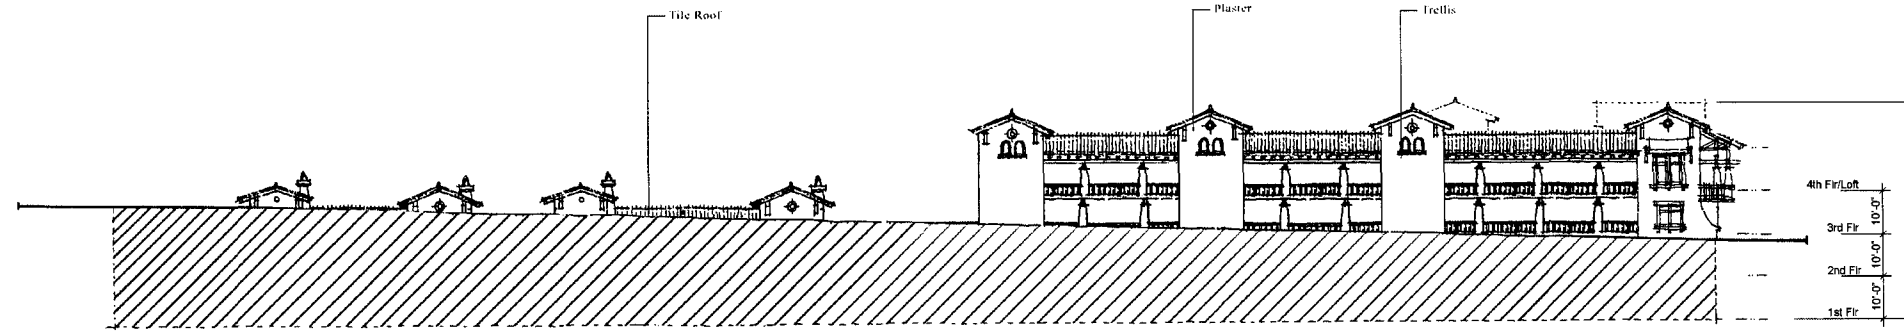 Tile Roof
Plaster
Trellis
4th Flr/Loft
10'-0"
3rd Flr
10'-0"
2nd Flr
10'-0"
1st Flr